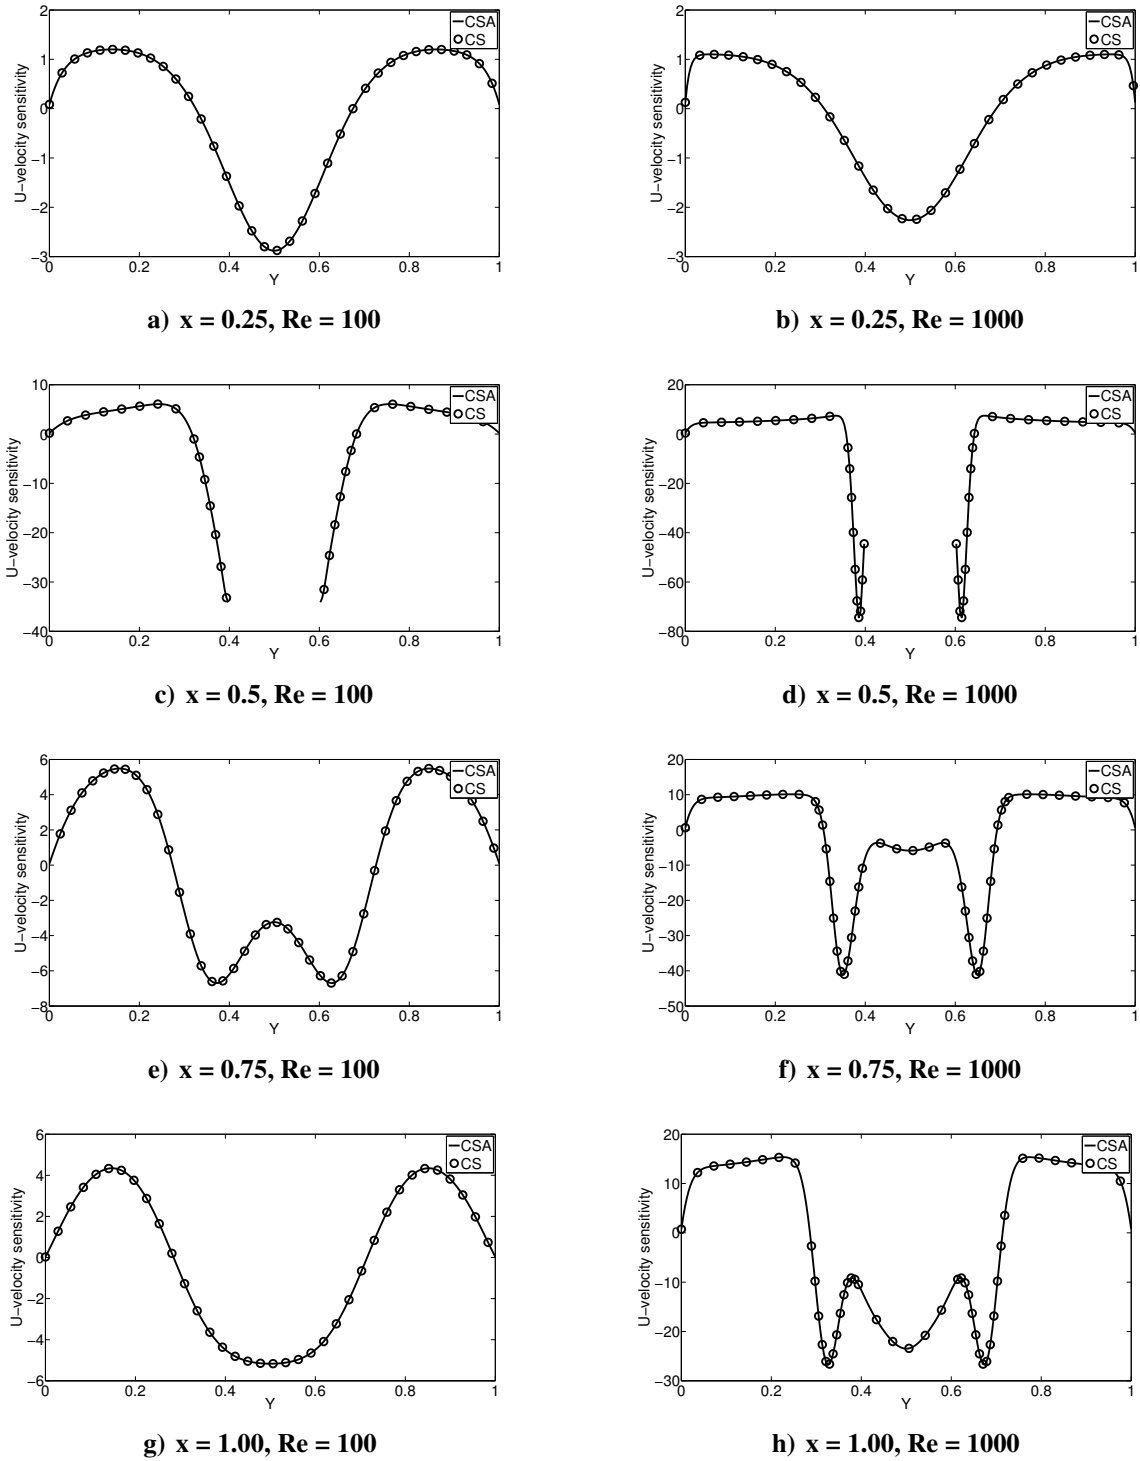 2
1
0
−1
−2
−3
0 0.2 0.4 0.6 0.8 1
U−velocity sensitivity
Y
CSA
CS
a) x = 0.25, Re = 100
2
1
0
−1
−2
−3
0 0.2 0.4 0.6 0.8 1
U−velocity sensitivity
Y
CSA
CS
b) x = 0.25, Re = 1000
10
0
−10
−20
−30
−40
0 0.2 0.4 0.6 0.8 1
U−velocity sensitivity
Y
CSA
CS
c) x = 0.5, Re = 100
20
0
−20
−40
−60
−80
0 0.2 0.4 0.6 0.8 1
U−velocity sensitivity
Y
CSA
CS
d) x = 0.5, Re = 1000
6
4
2
0
−2
−4
−6
−8
0 0.2 0.4 0.6 0.8 1
U−velocity sensitivity
Y
CSA
CS
e) x = 0.75, Re = 100
20
10
0
−10
−20
−30
−40
−50
0 0.2 0.4 0.6 0.8 1
U−velocity sensitivity
Y
CSA
CS
f) x = 0.75, Re = 1000
6
4
2
0
−2
−4
−6
0 0.2 0.4 0.6 0.8 1
U−velocity sensitivity
Y
CSA
CS
g) x = 1.00, Re = 100
20
10
0
−10
−20
−30
0 0.2 0.4 0.6 0.8 1
U−velocity sensitivity
Y
CSA
CS
h) x = 1.00, Re = 1000